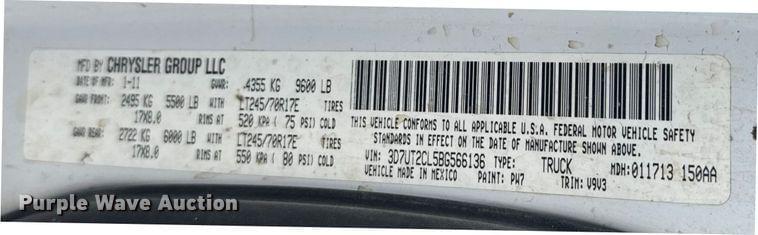 MFD BY CHRYSLER GROUP LLC
DATE OF MFR: 1-11 GVWR: 4355 KG 9600 LB
GAWR FRONT: 2495 KG 5500 LB WITH LT245/70R17E TIRES
17X8.0 RIMS AT 520 KPA ( 75 PSI) COLD
GAWR REAR: 2722 KG 6000 LB WITH LT245/70R17E TIRES
17X8.0 RIMS AT 550 KPA ( 80 PSI) COLD
THIS VEHICLE CONFORMS TO ALL APPLICABLE U.S.A. FEDERAL MOTOR VEHICLE SAFETY
STANDARDS IN EFFECT ON THE DATE OF MANUFACTURE SHOWN ABOVE.
VIN: 3D7UT2CL5BG566136 TYPE: TRUCK MDH: 011713 150AA
VEHICLE MADE IN MEXICO PAINT: PW7 TRIM: V9V3
Purple Wave Auction
Purple Wave Auction